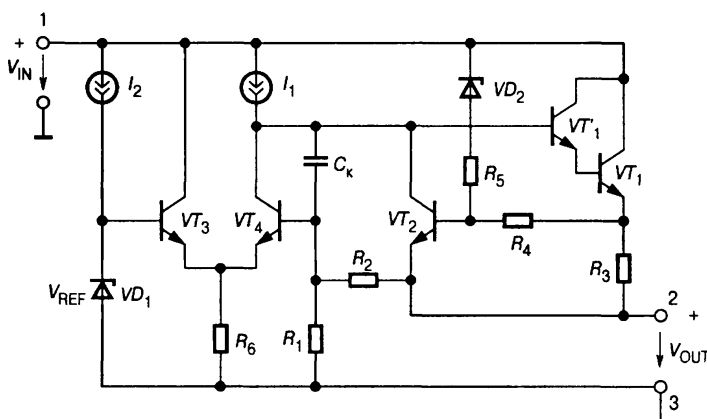 1
+
V_IN
I_2
I_1
VD_2
VT'_1
C_к
R_5
VT_1
VT_3
VT_4
VT_2
R_4
R_2
R_3
V_REF
VD_1
2
+
R_6
R_1
V_OUT
3